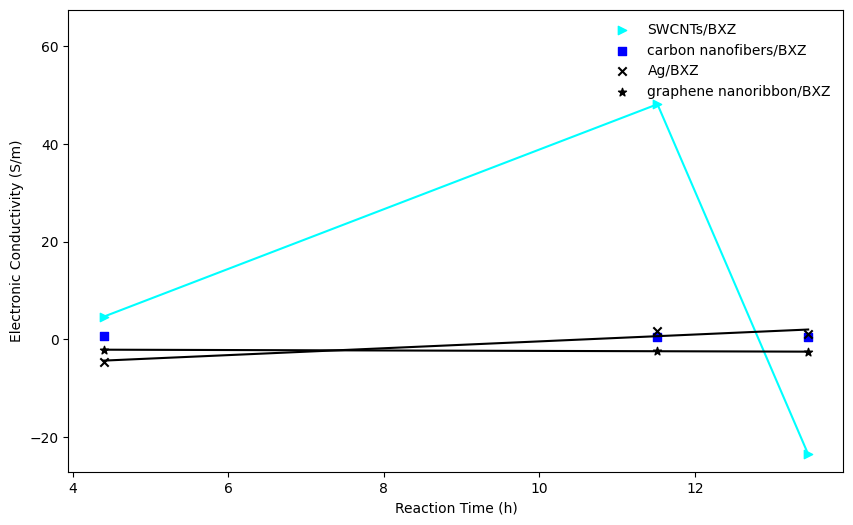 SWCNTs/BXZ
carbon nanofibers/BXZ
Ag/BXZ
graphene nanoribbon/BXZ
60
40
20
0
−20
Electronic Conductivity (S/m)
4
6
8
10
12
Reaction Time (h)